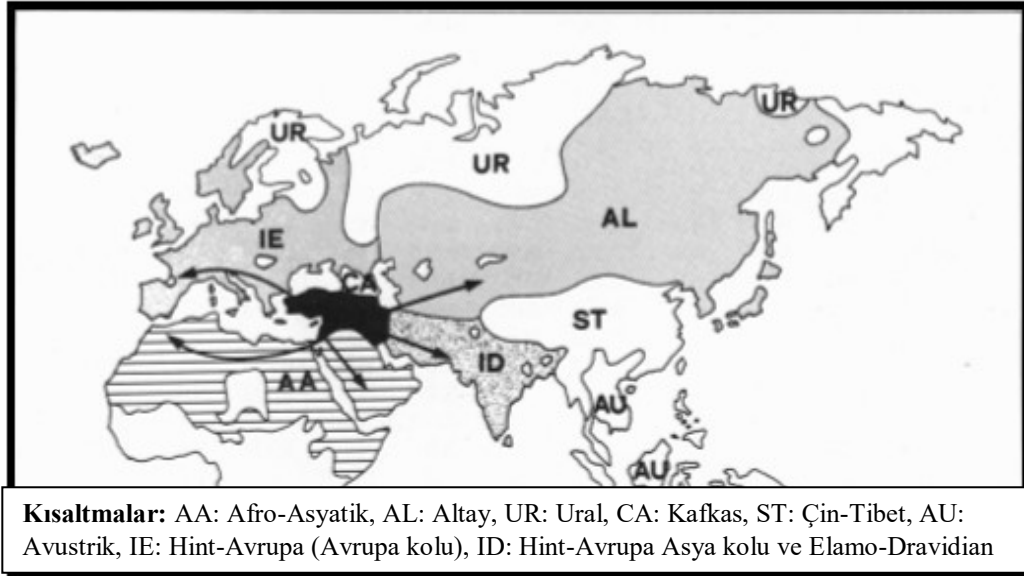 UR
UR
UR
AL
IE
CA
ST
ID
AA
AU
AU
Kısaltmalar: AA: Afro-Asyatik, AL: Altay, UR: Ural, CA: Kafkas, ST: Çin-Tibet, AU:
Avustrik, IE: Hint-Avrupa (Avrupa kolu), ID: Hint-Avrupa Asya kolu ve Elamo-Dravidian